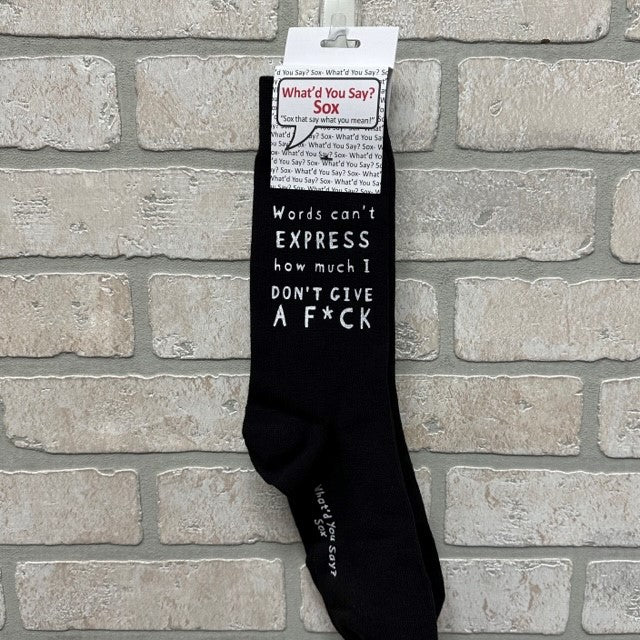 What'd You Say?
Sox
"Sox that say what you mean!"
Words can't
EXPRESS
how much I
DON'T GIVE
A F*CK
What'd You Say?
Sox